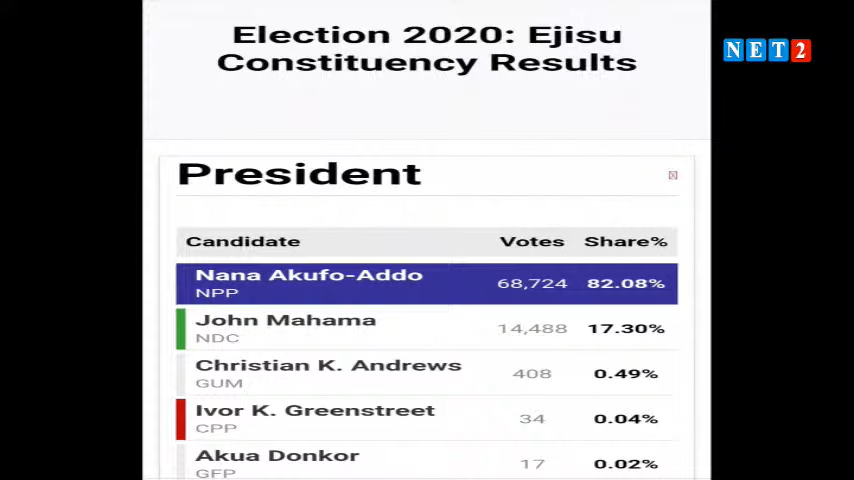 Election 2020: Ejisu
Constituency Results
NET2
President
Candidate Votes Share%
Nana Akufo-Addo 68,724 82.08%
NPP
John Mahama 14,488 17.30%
NDC
Christian K. Andrews 408 0.49%
GUM
Ivor K. Greenstreet 34 0.04%
CPP
Akua Donkor 17 0.02%
GFP